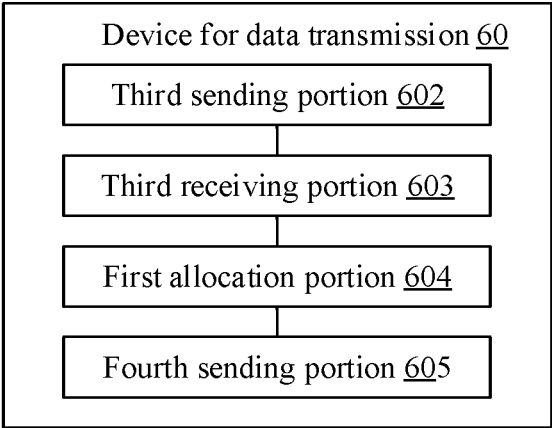 Device for data transmission 60
Third sending portion 602
Third receiving portion 603
First allocation portion 604
Fourth sending portion 605